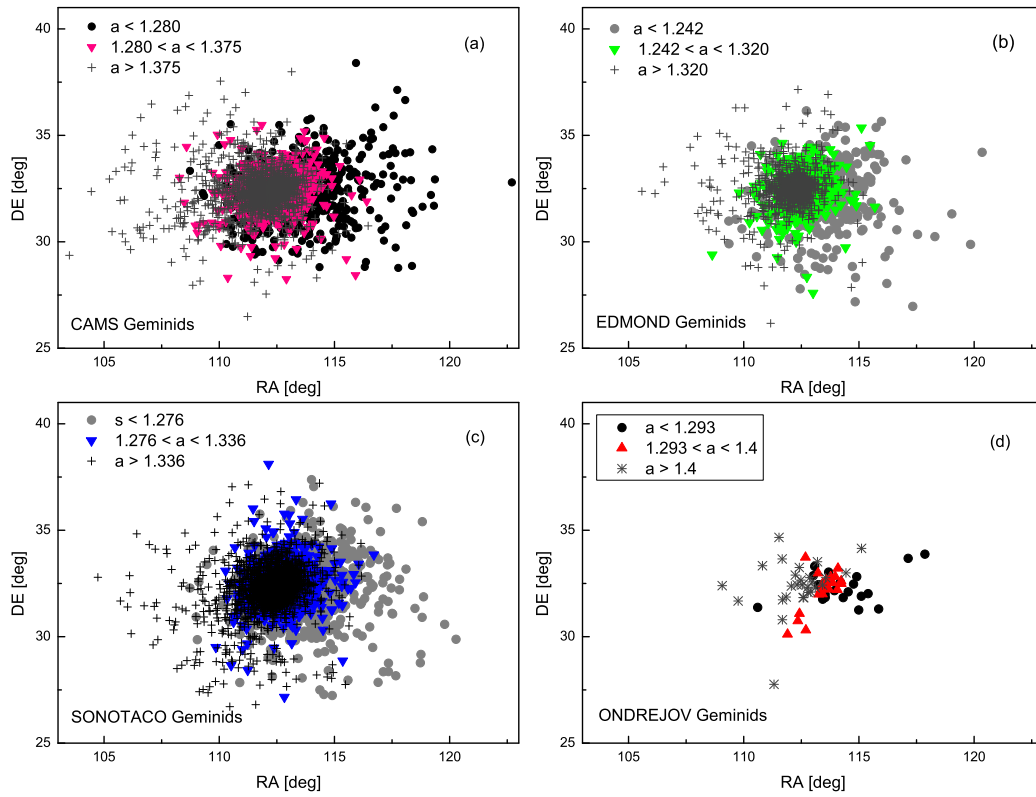 a < 1.280
1.280 < a < 1.375
a > 1.375
(a)
CAMS Geminids
40
35
30
25
DE [deg]
105
110
115
120
RA [deg]
a < 1.242
1.242 < a < 1.320
a > 1.320
(b)
EDMOND Geminids
40
35
30
25
DE [deg]
105
110
115
120
RA [deg]
s < 1.276
1.276 < a < 1.336
a > 1.336
(c)
SONOTACO Geminids
40
35
30
25
DE [deg]
105
110
115
120
RA [deg]
a < 1.293
1.293 < a < 1.4
a > 1.4
(d)
ONDREJOV Geminids
40
35
30
25
DE [deg]
105
110
115
120
RA [deg]